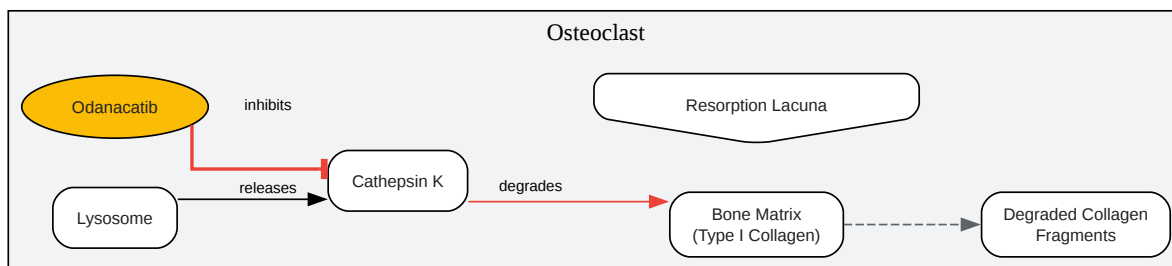 Osteoclast
Odanacatib
inhibits
Resorption Lacuna
Cathepsin K
releases
degrades
Lysosome
Bone Matrix
(Type I Collagen)
Degraded Collagen
Fragments